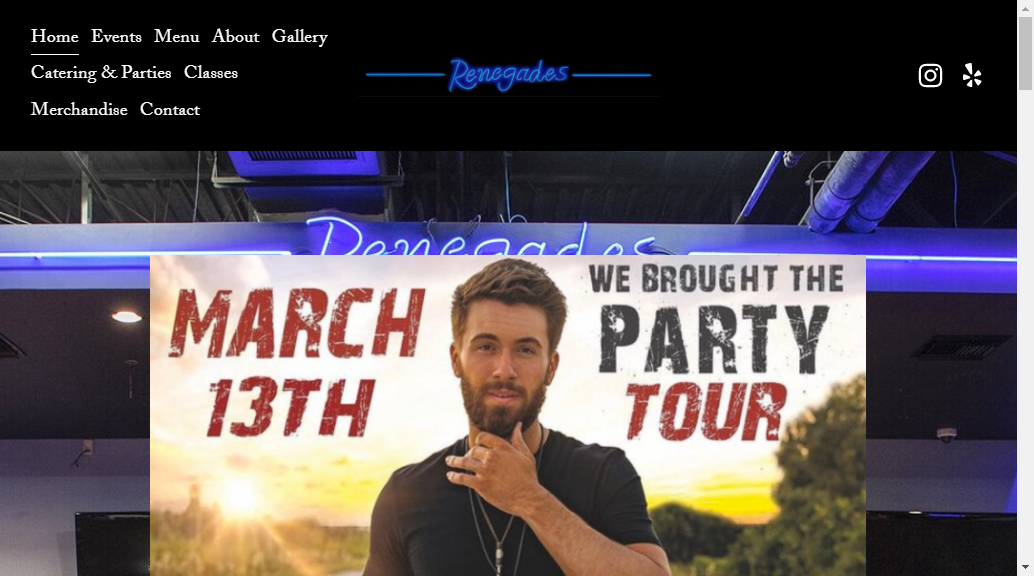 Home Events Menu About Gallery
Catering & Parties Classes
Merchandise Contact
Renegades
Renegades
MARCH
13TH
WE BROUGHT THE
PARTY
TOUR